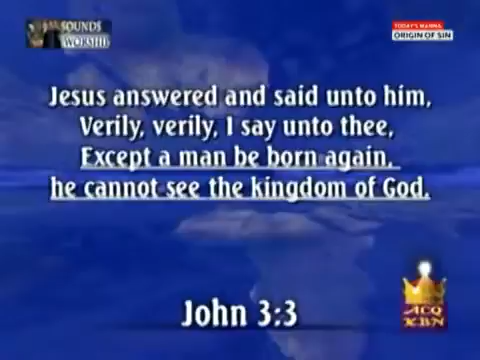 SOUNDS
WORSHIP
TODAY'S MANNA:
ORIGIN OF SIN
Jesus answered and said unto him,
Verily, verily, I say unto thee,
Except a man be born again,
he cannot see the kingdom of God.
John 3:3
ACQ
KBN